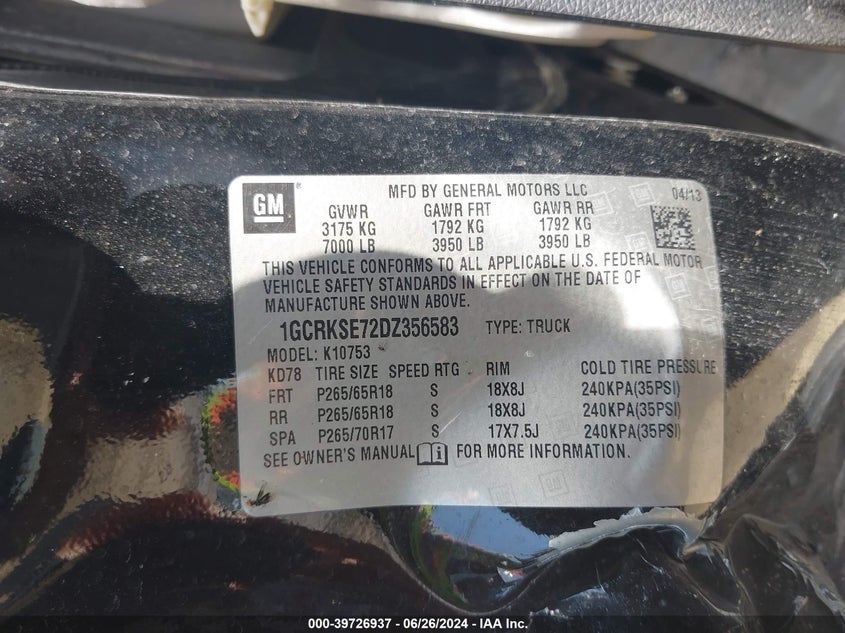 GM
MFD BY GENERAL MOTORS LLC 04/13
GVWR GAWR FRT GAWR RR
3175 KG 1792 KG 1792 KG
7000 LB 3950 LB 3950 LB
THIS VEHICLE CONFORMS TO ALL APPLICABLE U.S. FEDERAL MOTOR
VEHICLE SAFETY STANDARDS IN EFFECT ON THE DATE OF
MANUFACTURE SHOWN ABOVE.
1GCRKSE72DZ356583 TYPE: TRUCK
MODEL: K10753
KD78 TIRE SIZE SPEED RTG RIM COLD TIRE PRESSURE
FRT P265/65R18 S 18X8J 240KPA(35PSI)
RR P265/65R18 S 18X8J 240KPA(35PSI)
SPA P265/70R17 S 17X7.5J 240KPA(35PSI)
SEE OWNER'S MANUAL i FOR MORE INFORMATION.
000-39726937 - 06/26/2024 - IAA, Inc.